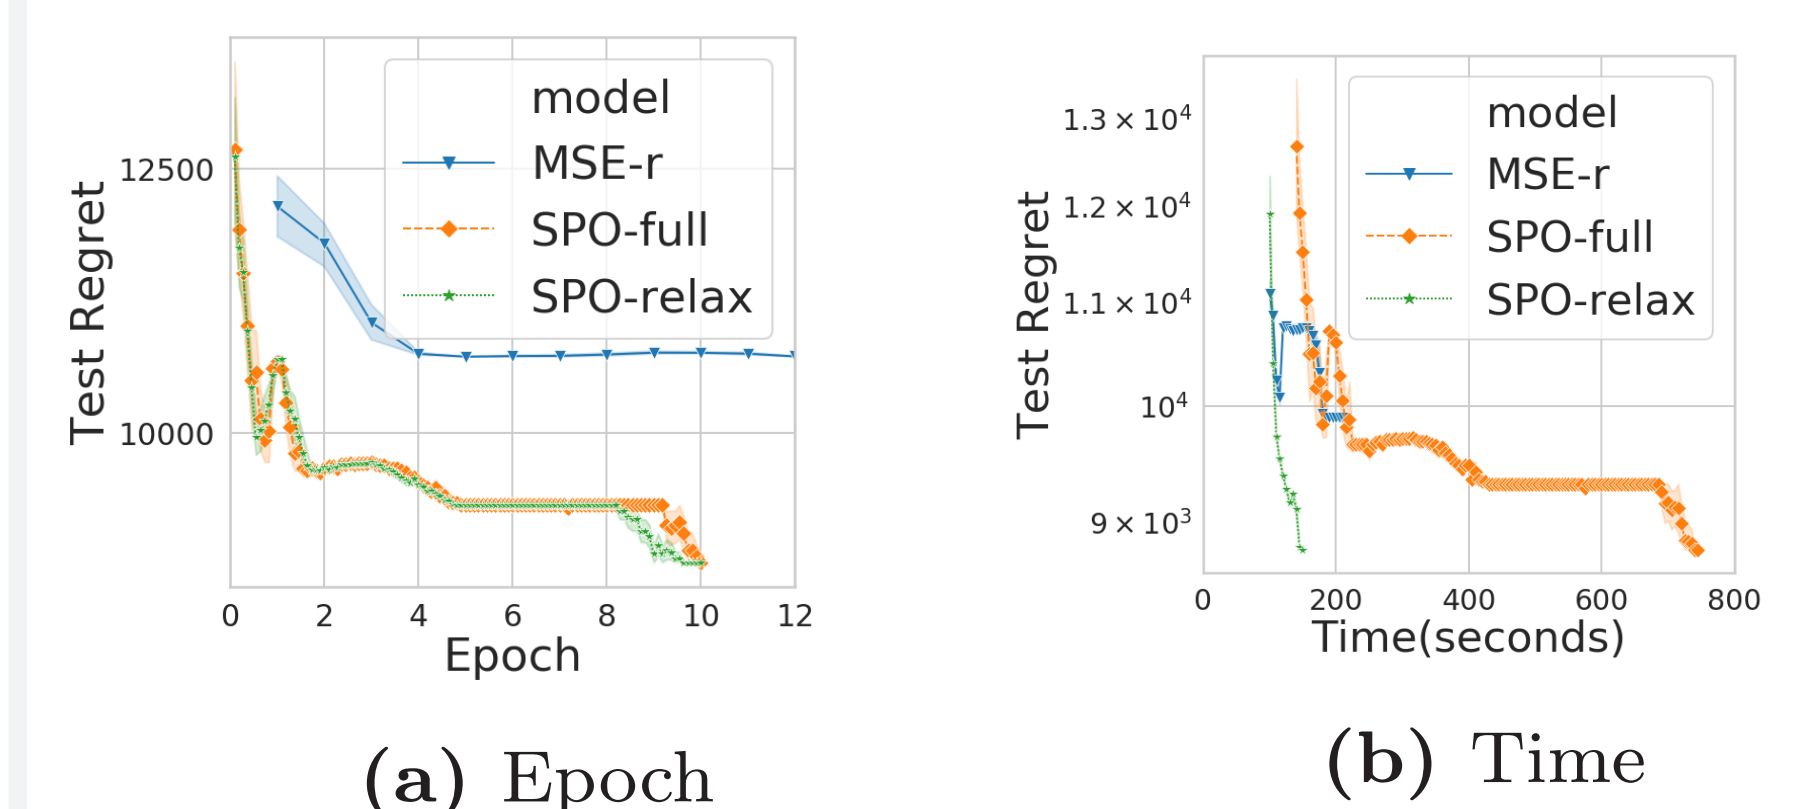 Test Regret
12500
10000
model
MSE-r
SPO-full
SPO-relax
0 2 4 6 8 10 12
Epoch
(a) Epoch
Test Regret
1.3 × 10⁴
1.2 × 10⁴
1.1 × 10⁴
10⁴
9 × 10³
model
MSE-r
SPO-full
SPO-relax
0 200 400 600 800
Time(seconds)
(b) Time